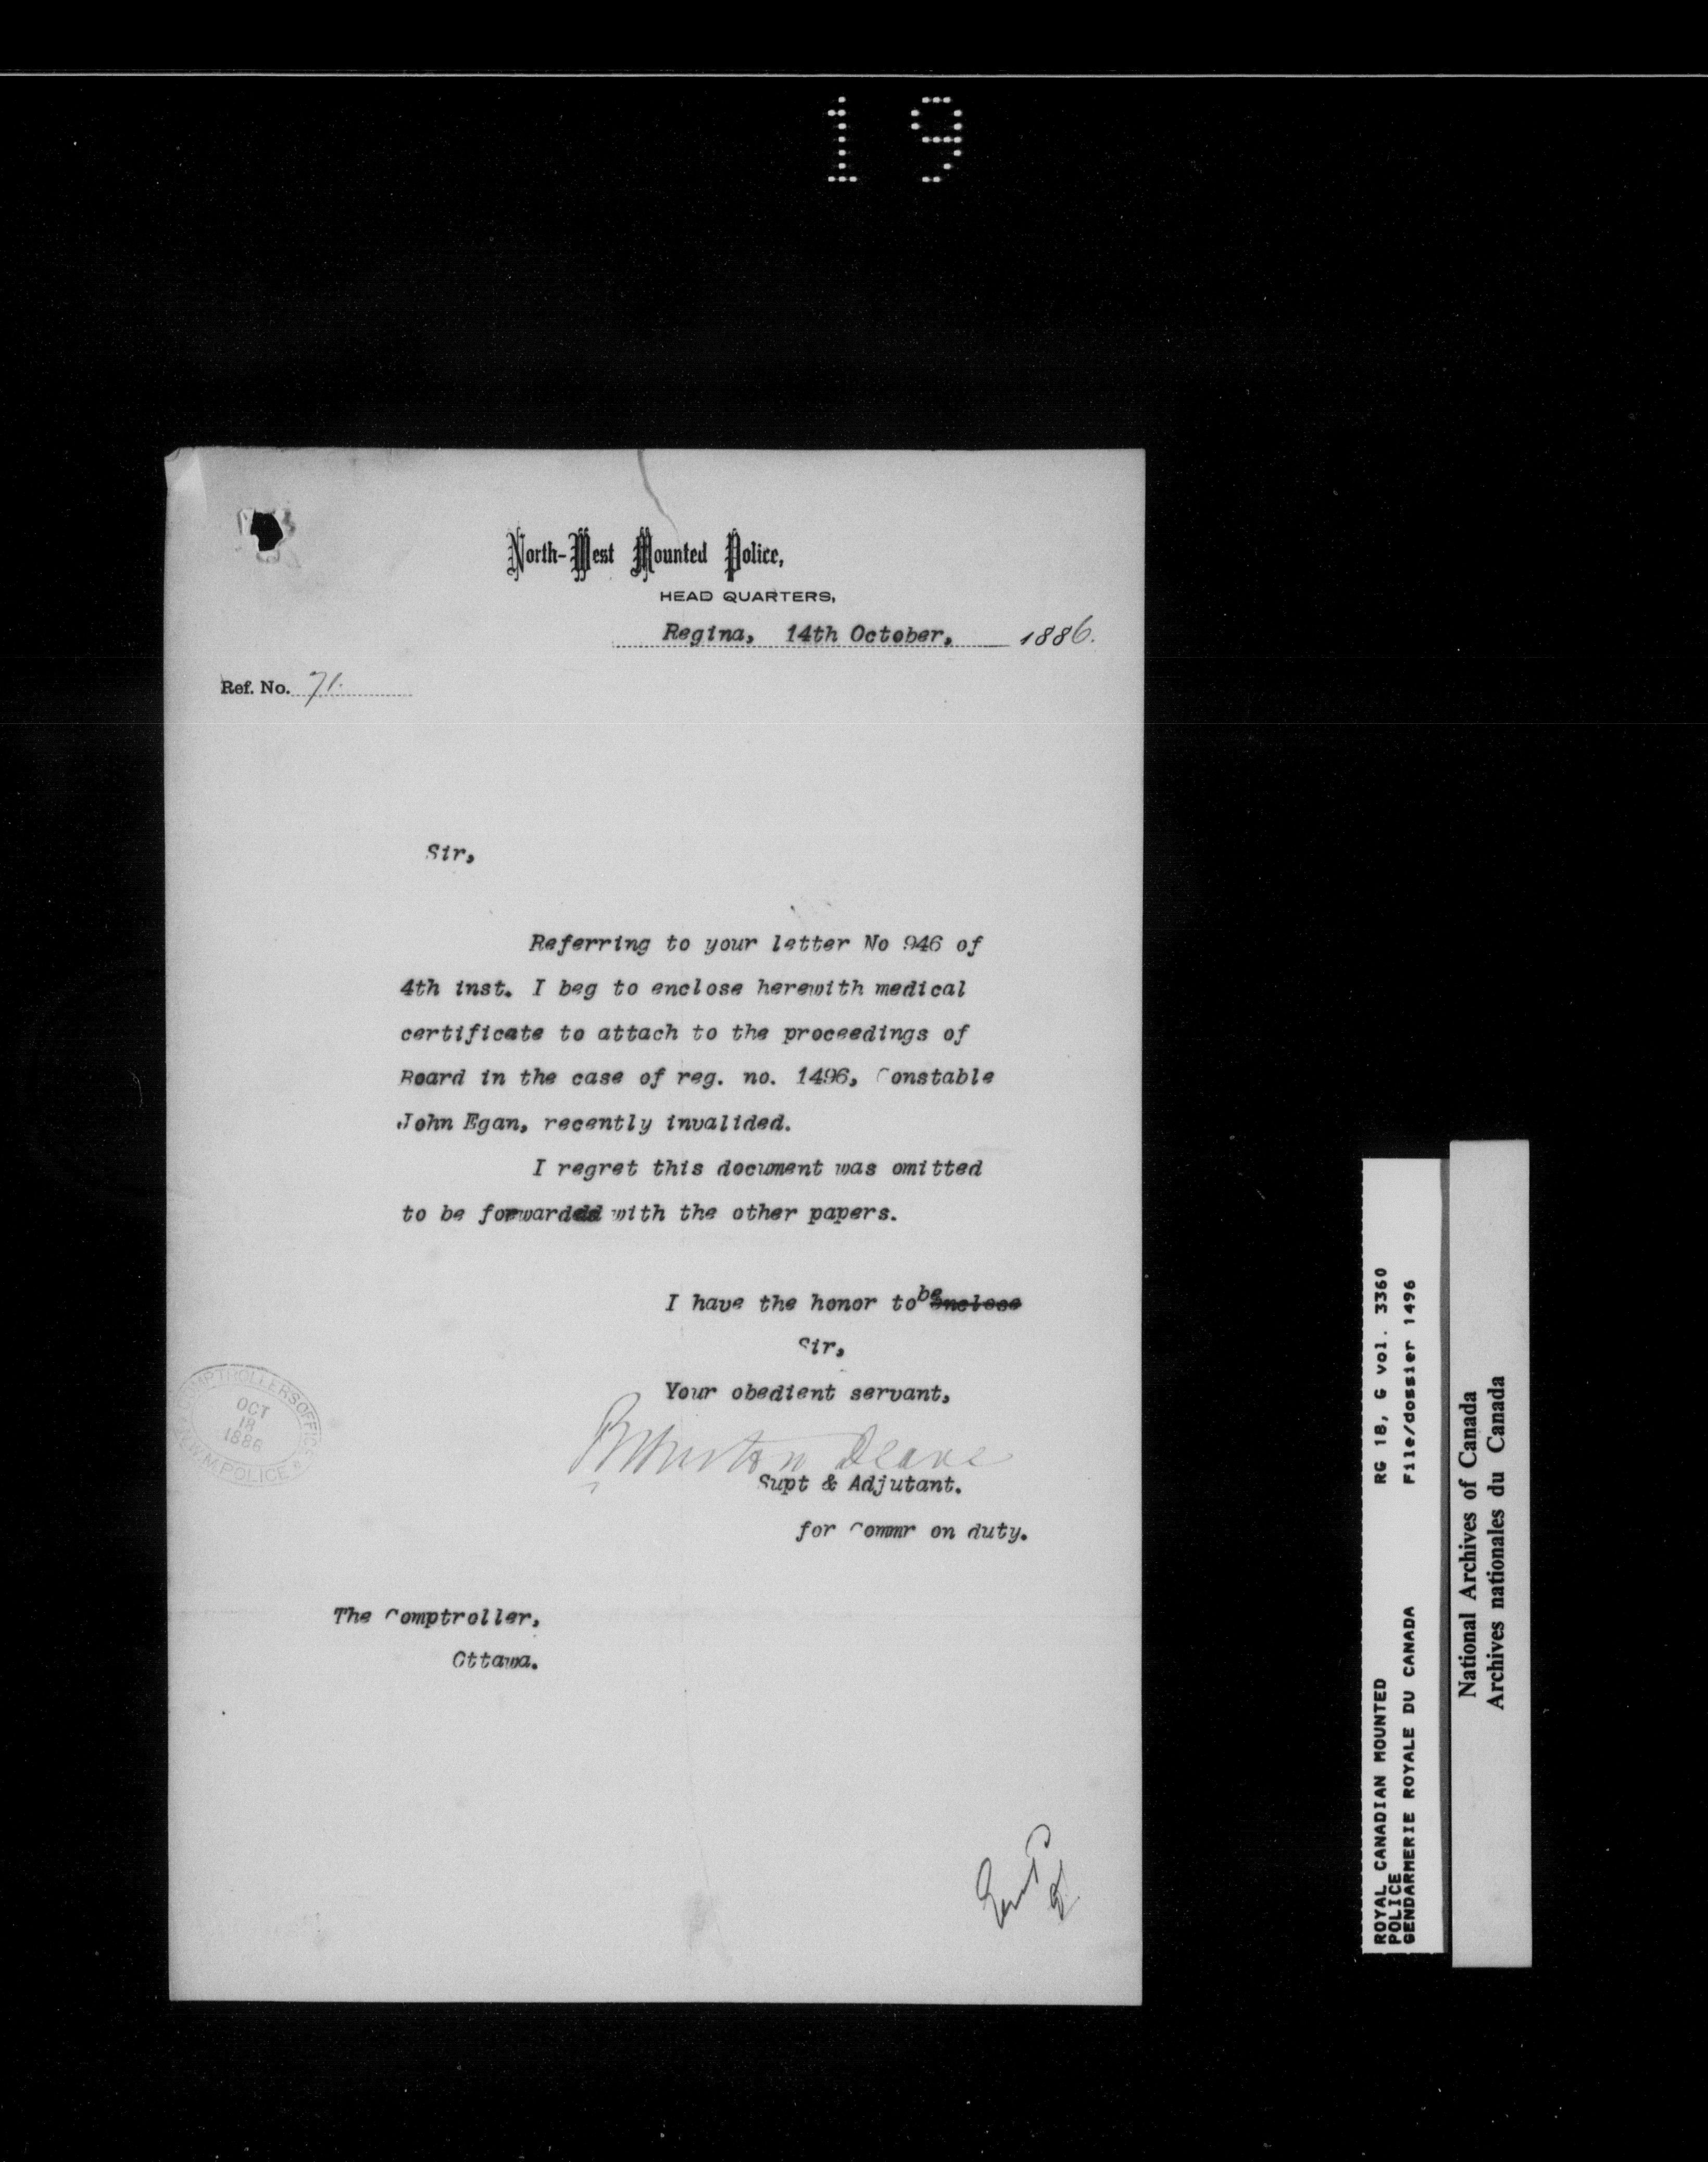 19
North-West Mounted Police,
HEAD QUARTERS,
Regina, 14th October, 1886.
Ref. No. 71.
Sir,
Referring to your letter No 946 of
4th inst. I beg to enclose herewith medical
certificate to attach to the proceedings of
Board in the case of reg. no. 1496, Constable
John Egan, recently invalided.
I regret this document was omitted
to be forwarded with the other papers.
I have the honor to be enclose
Sir,
Your obedient servant,
R Burton Deane
Supt & Adjutant.
for Commr on duty.
COMPTROLLERS OFFICE
OCT
18
1886
N.W.M. POLICE
The Comptroller,
Ottawa.
ROYAL CANADIAN MOUNTED
POLICE
GENDARMERIE ROYALE DU CANADA
RG 18, G vol. 3360
File/dossier 1496
National Archives of Canada
Archives nationales du Canada